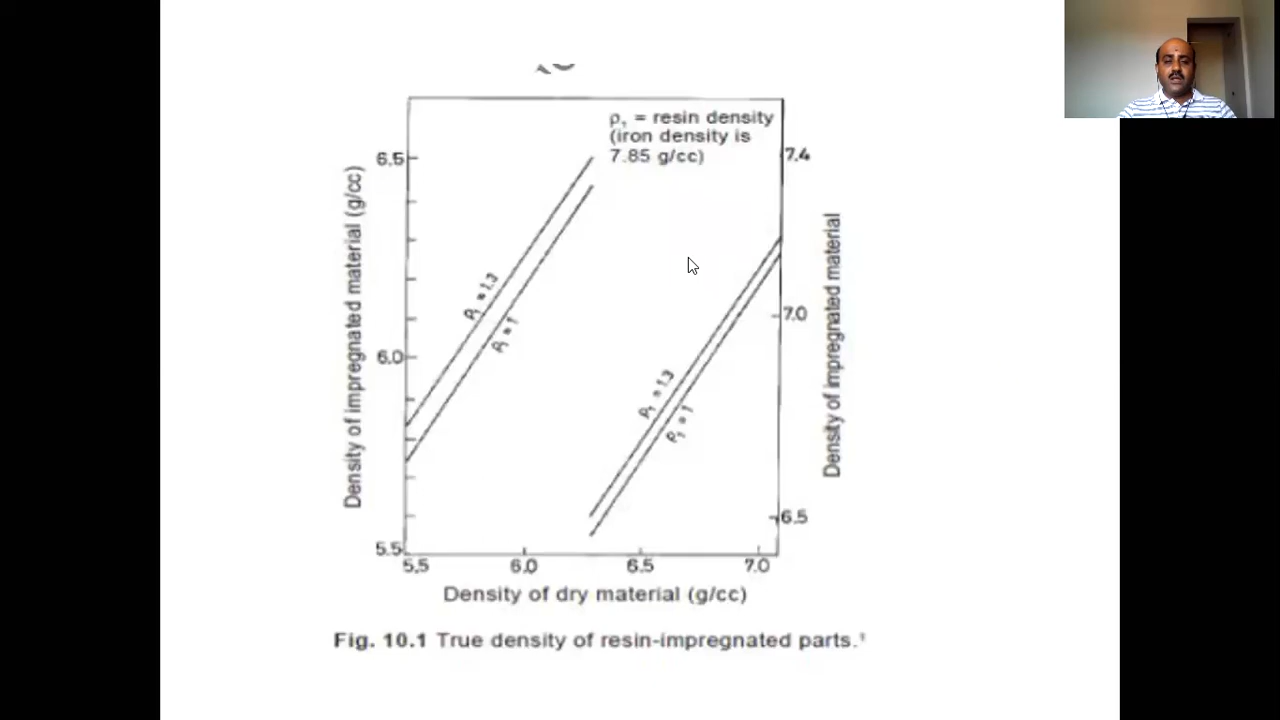 ρ₁ = resin density
(iron density is
7.85 g/cc)
6.5
6.0
5.5
7.4
7.0
6.5
Density of impregnated material (g/cc)
ρ₁ = 1.3
ρ₁ = 1
ρ₁ = 1.3
ρ₁ = 1
Density of impregnated material
5.5 6.0 6.5 7.0
Density of dry material (g/cc)
Fig. 10.1 True density of resin-impregnated parts.¹